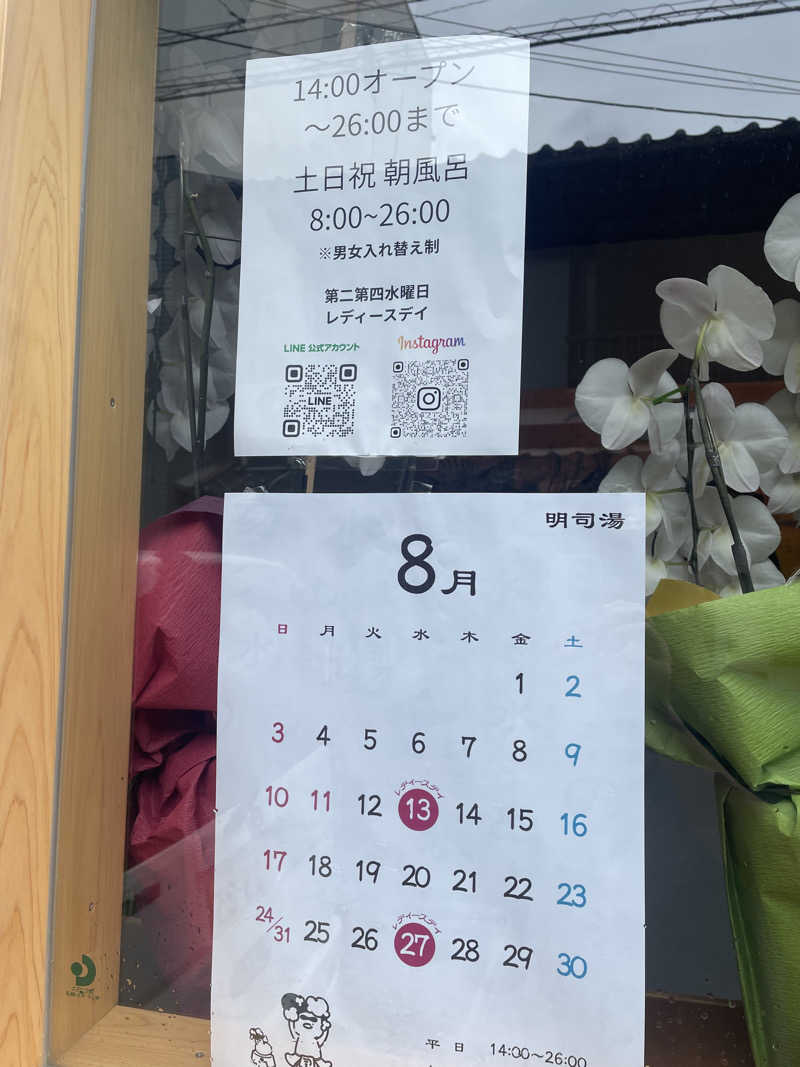 14:00オープン
～26:00まで
土日祝 朝風呂
8:00~26:00
※男女入れ替え制
第二第四水曜日
レディースデイ
LINE 公式アカウント
Instagram
LINE
明司湯
8月
日 月 火 水 木 金 土
1 2
3 4 5 6 7 8 9
レディースデイ
10 11 12 13 14 15 16
17 18 19 20 21 22 23
レディースデイ
24/31 25 26 27 28 29 30
平日 14:00～26:00